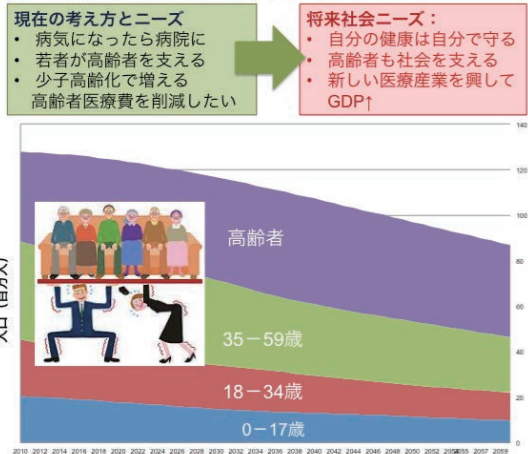 現在の考え方とニーズ
• 病気になったら病院に
• 若者が高齢者を支える
• 少子高齢化で増える
高齢者医療費を削減したい
将来社会ニーズ：
• 自分の健康は自分で守る
• 高齢者も社会を支える
• 新しい医療産業を興して
GDP↑
140
120
100
80
60
40
20
0
高齢者
35－59歳
18－34歳
0－17歳
2010 2012 2014 2016 2018 2020 2022 2024 2026 2028 2030 2032 2034 2036 2038 2040 2042 2044 2046 2048 2050 2052 2055 2057 2059